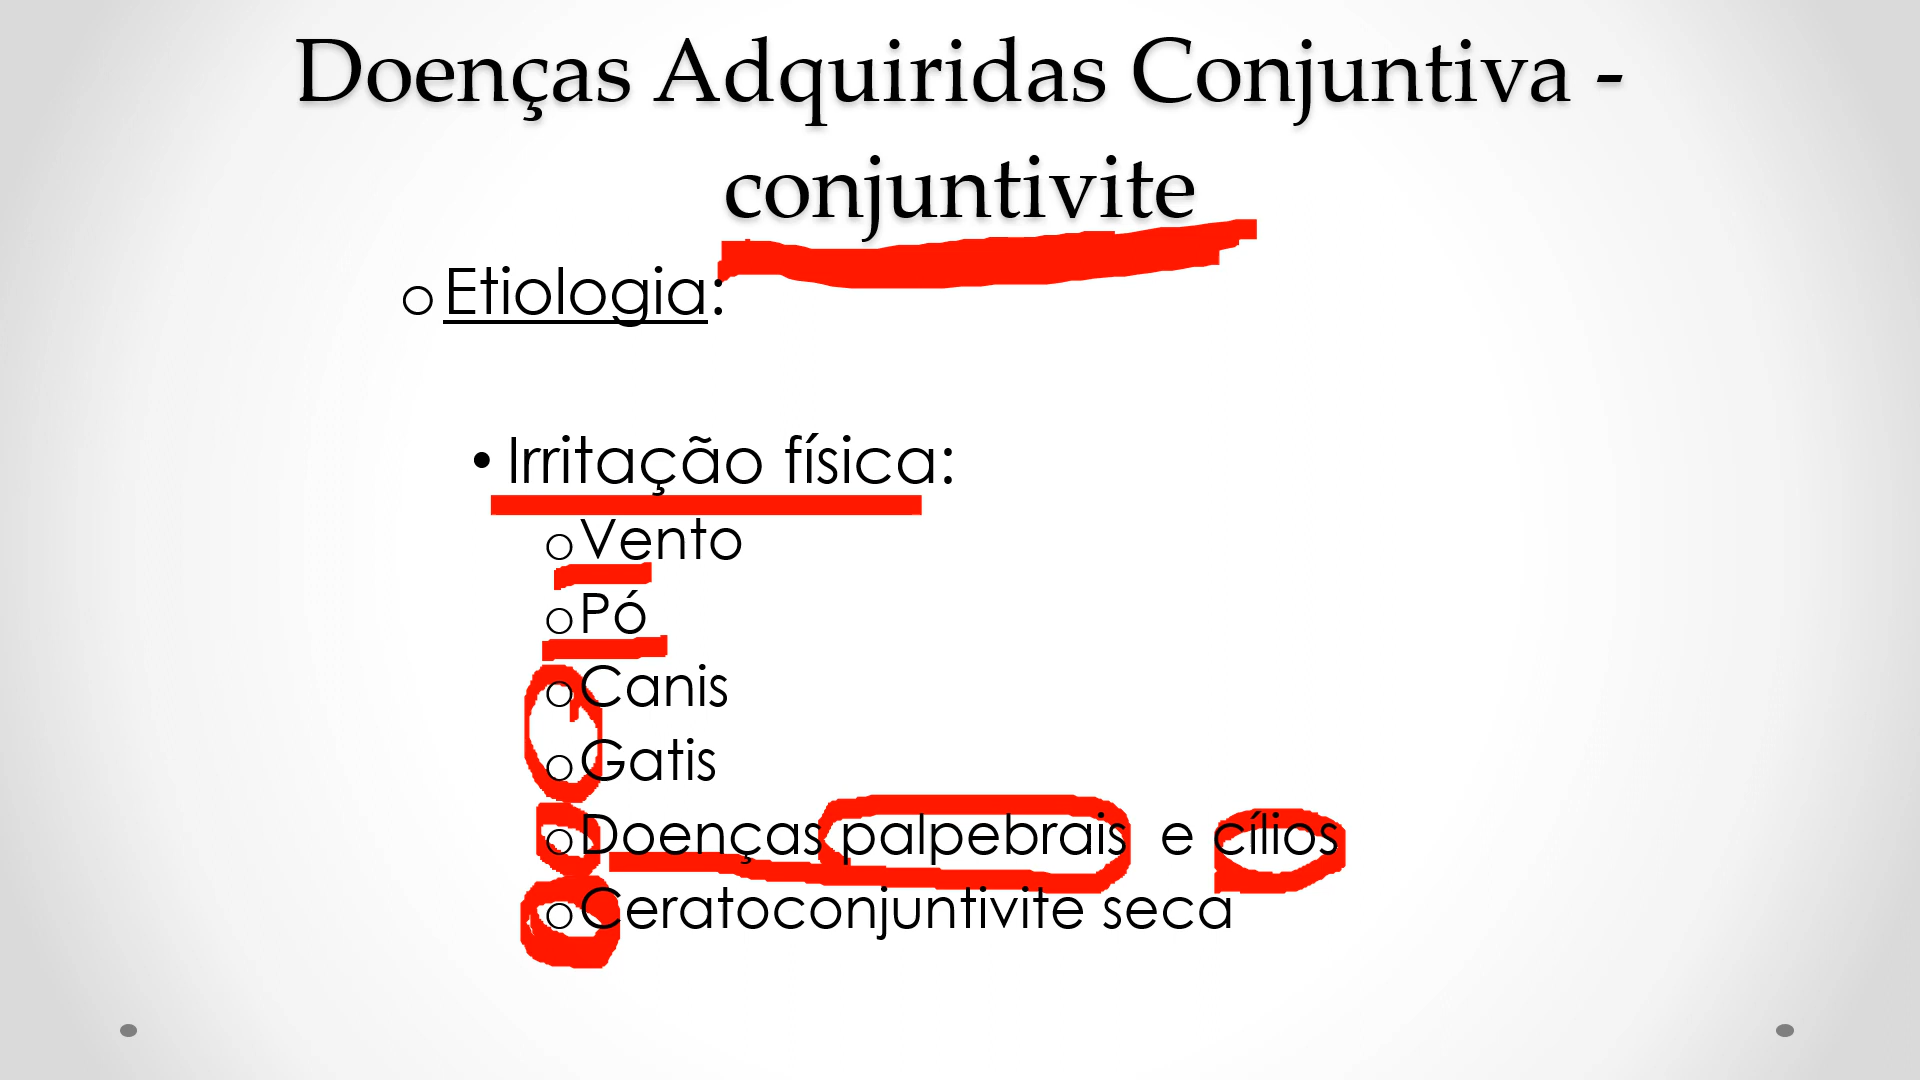 Doenças Adquiridas Conjuntiva -
conjuntivite
Etiologia:
Irritação física:
Vento
Pó
Canis
Gatis
Doenças palpebrais e cílios
Ceratoconjuntivite seca